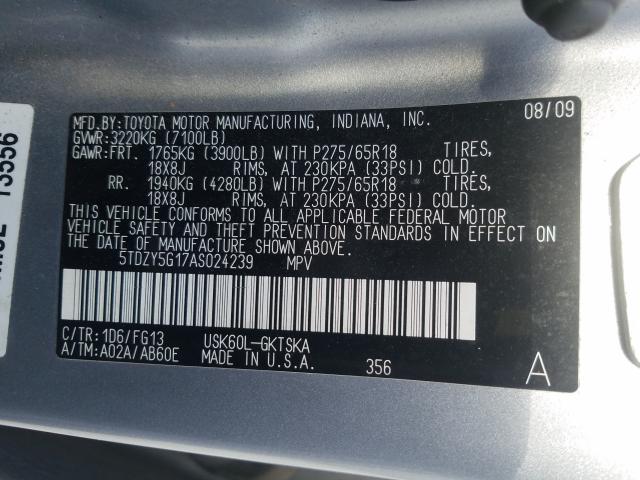 MFD.BY:TOYOTA MOTOR MANUFACTURING, INDIANA, INC. 08/09
GVWR:3220KG (7100LB)
GAWR:FRT. 1765KG (3900LB) WITH P275/65R18 TIRES,
18X8J RIMS, AT 230KPA (33PSI) COLD.
RR. 1940KG (4280LB) WITH P275/65R18 TIRES,
18X8J RIMS, AT 230KPA (33PSI) COLD.
THIS VEHICLE CONFORMS TO ALL APPLICABLE FEDERAL MOTOR
VEHICLE SAFETY AND THEFT PREVENTION STANDARDS IN EFFECT ON
THE DATE OF MANUFACTURE SHOWN ABOVE.
5TDZY5G17AS024239 MPV
C/TR:1D6/FG13 USK60L-GKTSKA
A/TM:A02A/AB60E MADE IN U.S.A. 356 A
13556